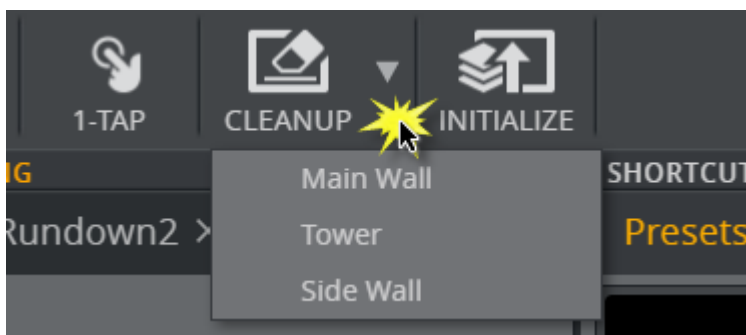 1-TAP
CLEANUP
INITIALIZE
SHORTCUT
Rundown2 ×
Presets
Main Wall
Tower
Side Wall